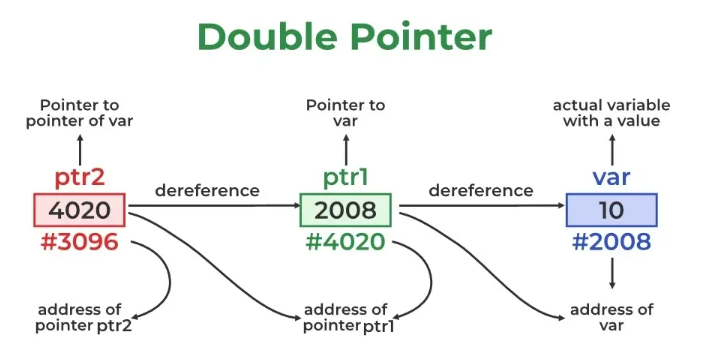 Double Pointer
Pointer to
pointer of var
Pointer to
var
actual variable
with a value
ptr2
dereference
ptr1
dereference
var
4020
2008
10
#3096
#4020
#2008
address of
pointer ptr2
address of
pointer ptr1
address of
var